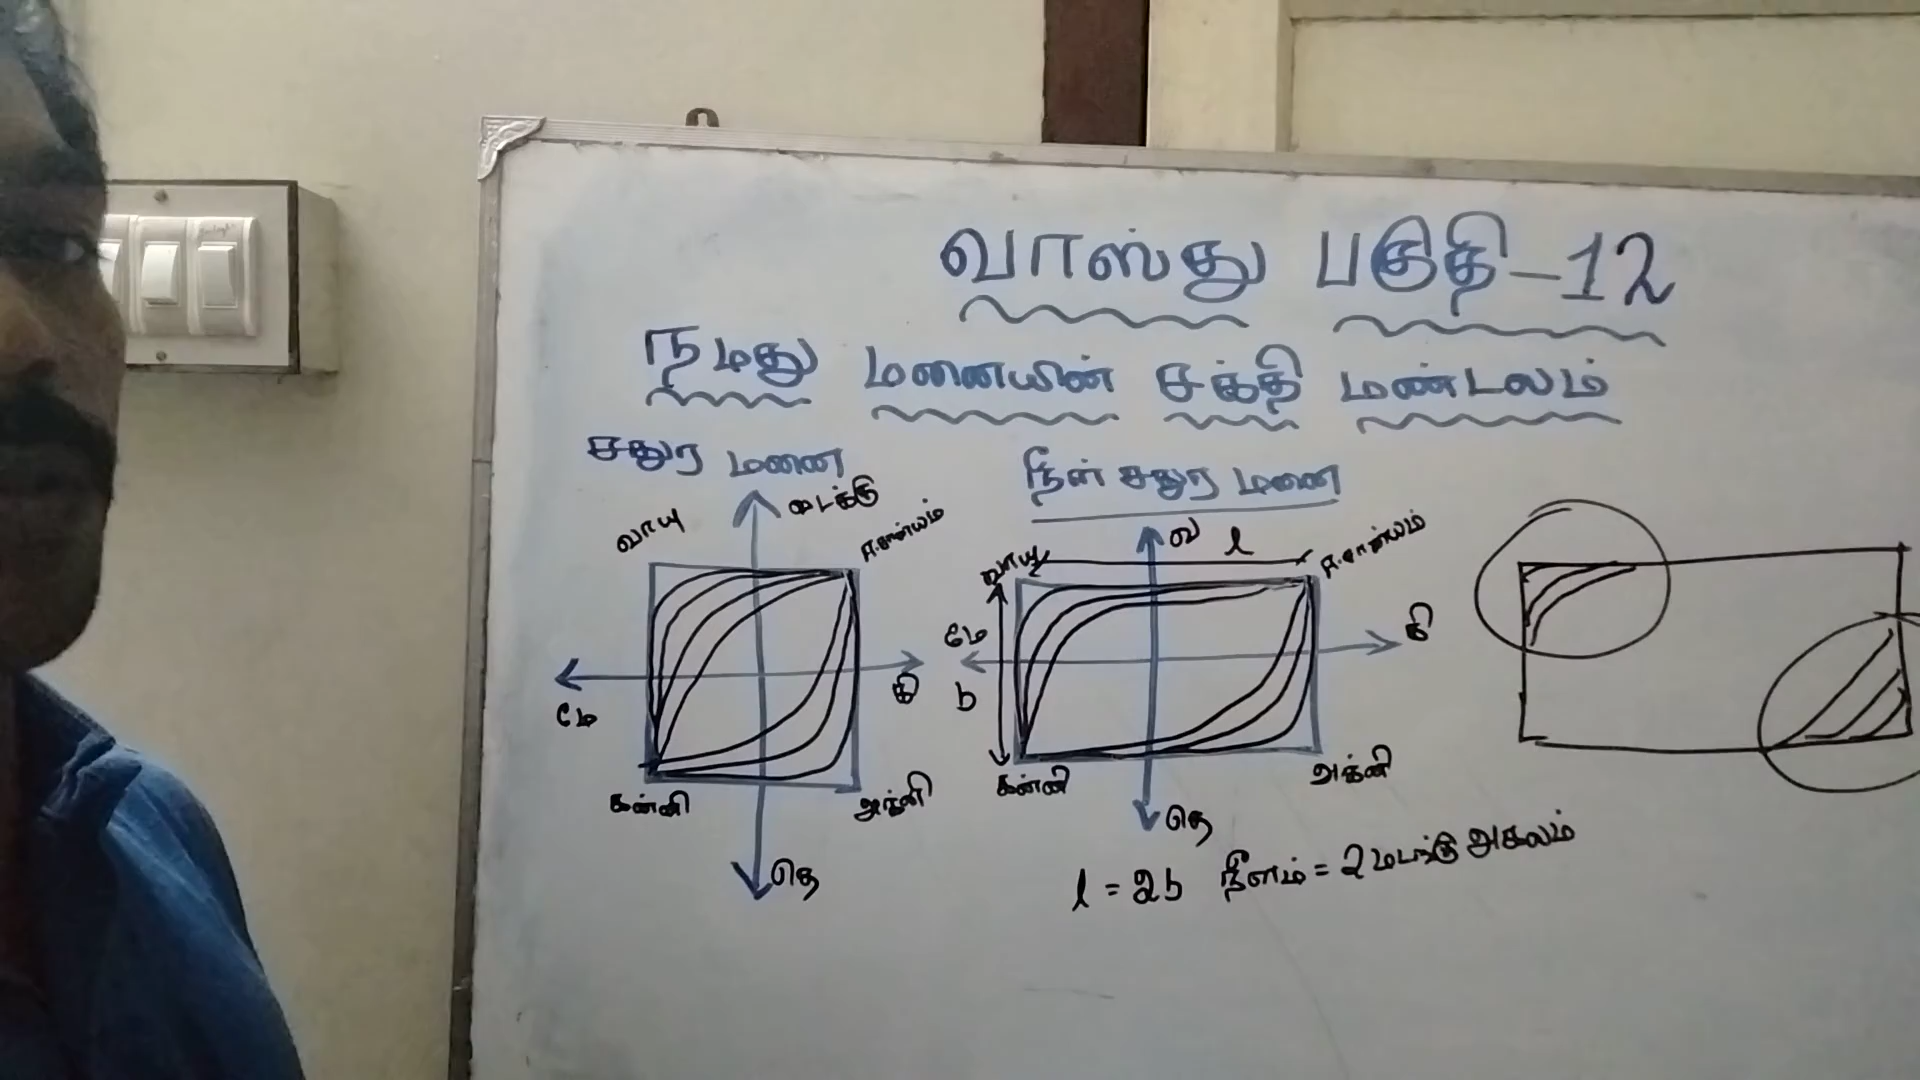 வாஸ்து பகுதி-12
நமது மனையின் சக்தி மண்டலம்
சதுர மனை
வடக்கு
வாயு
ஈசான்யம்
மே
கி
கன்னி
அக்னி
தெ
நீள் சதுர மனை
வ
l
வாயு
ஈசான்யம்
மே
கி
b
கன்னி
அக்னி
தெ
l = 2b நீளம் = 2 மடங்கு அகலம்